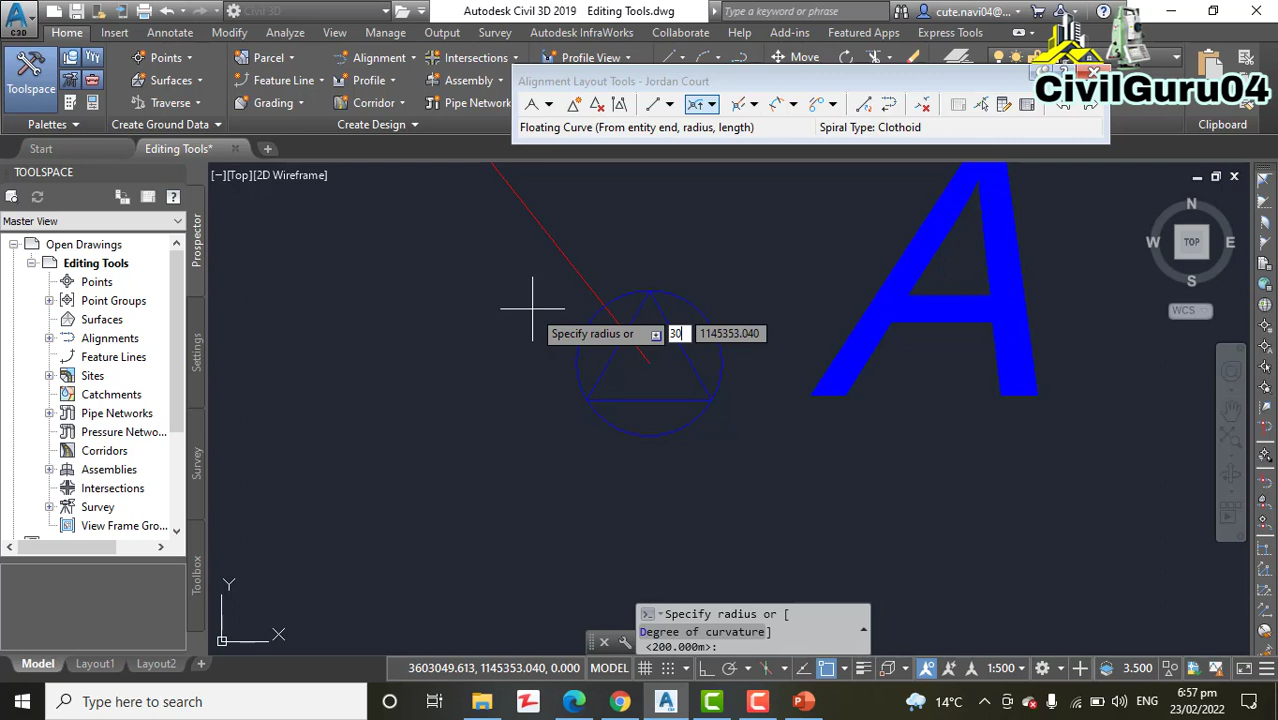 Civil 3D
Autodesk Civil 3D 2019 Editing Tools.dwg
Type a keyword or phrase
cute.navi04@...
C3D
Home Insert Annotate Modify Analyze View Manage Output Survey Autodesk InfraWorks Collaborate Help Add-ins Featured Apps Express Tools
Toolspace
Points
Surfaces
Traverse
Parcel
Feature Line
Grading
Alignment
Profile
Corridor
Intersections
Assembly
Pipe Network
Profile View
Move
Palettes
Create Ground Data
Create Design
Clipboard
Alignment Layout Tools - Jordan Court
Floating Curve (From entity end, radius, length)
Spiral Type: Clothoid
CivilGuru04
Start
Editing Tools*
TOOLSPACE
Master View
Open Drawings
Editing Tools
Points
Point Groups
Surfaces
Alignments
Feature Lines
Sites
Catchments
Pipe Networks
Pressure Netwo...
Corridors
Assemblies
Intersections
Survey
View Frame Gro...
Prospector
Settings
Survey
Toolbox
[−][Top][2D Wireframe]
A
N
W TOP E
S
WCS
Specify radius or 30 1145353.040
Y
X
Specify radius or [
Degree of curvature]
<200.000m>:
Model Layout1 Layout2
3603049.613, 1145353.040, 0.000 MODEL
1:500
3.500
Type here to search
14°C
ENG
6:57 pm
23/02/2022